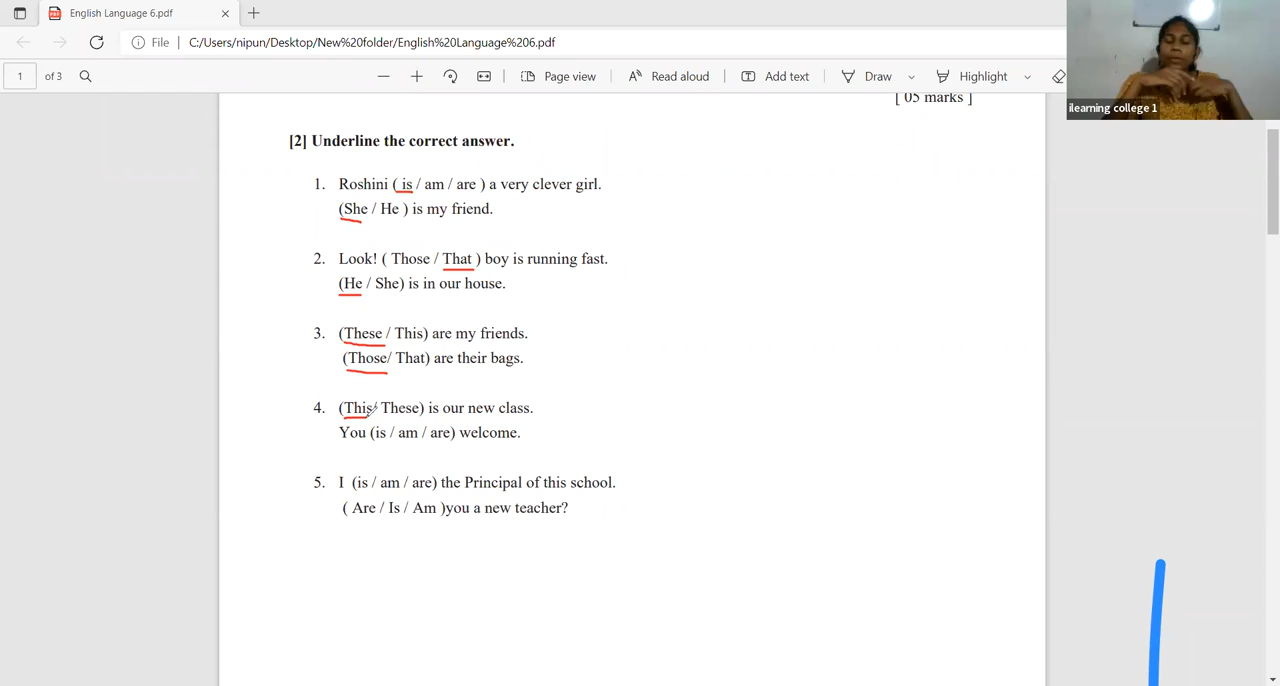 English Language 6.pdf
File C:/Users/nipun/Desktop/New%20folder/English%20Language%206.pdf
1 of 3 Page view Read aloud Add text Draw Highlight
ilearning college 1
[ 05 marks ]
[2] Underline the correct answer.
1. Roshini ( is / am / are ) a very clever girl.
(She / He ) is my friend.
2. Look! ( Those / That ) boy is running fast.
(He / She) is in our house.
3. (These / This) are my friends.
(Those/ That) are their bags.
4. (This/ These) is our new class.
You (is / am / are) welcome.
5. I (is / am / are) the Principal of this school.
( Are / Is / Am )you a new teacher?